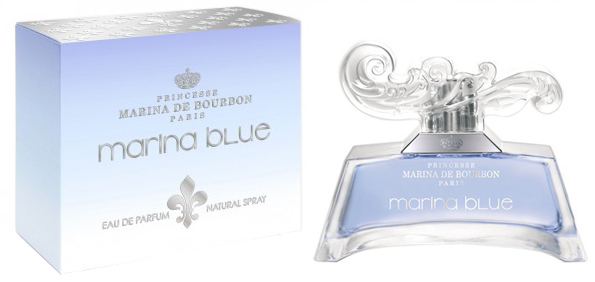 PRINCESSE
MARINA DE BOURBON
PARIS
marina blue
EAU DE PARFUM NATURAL SPRAY
PRINCESSE
MARINA DE BOURBON
PARIS
marina blue